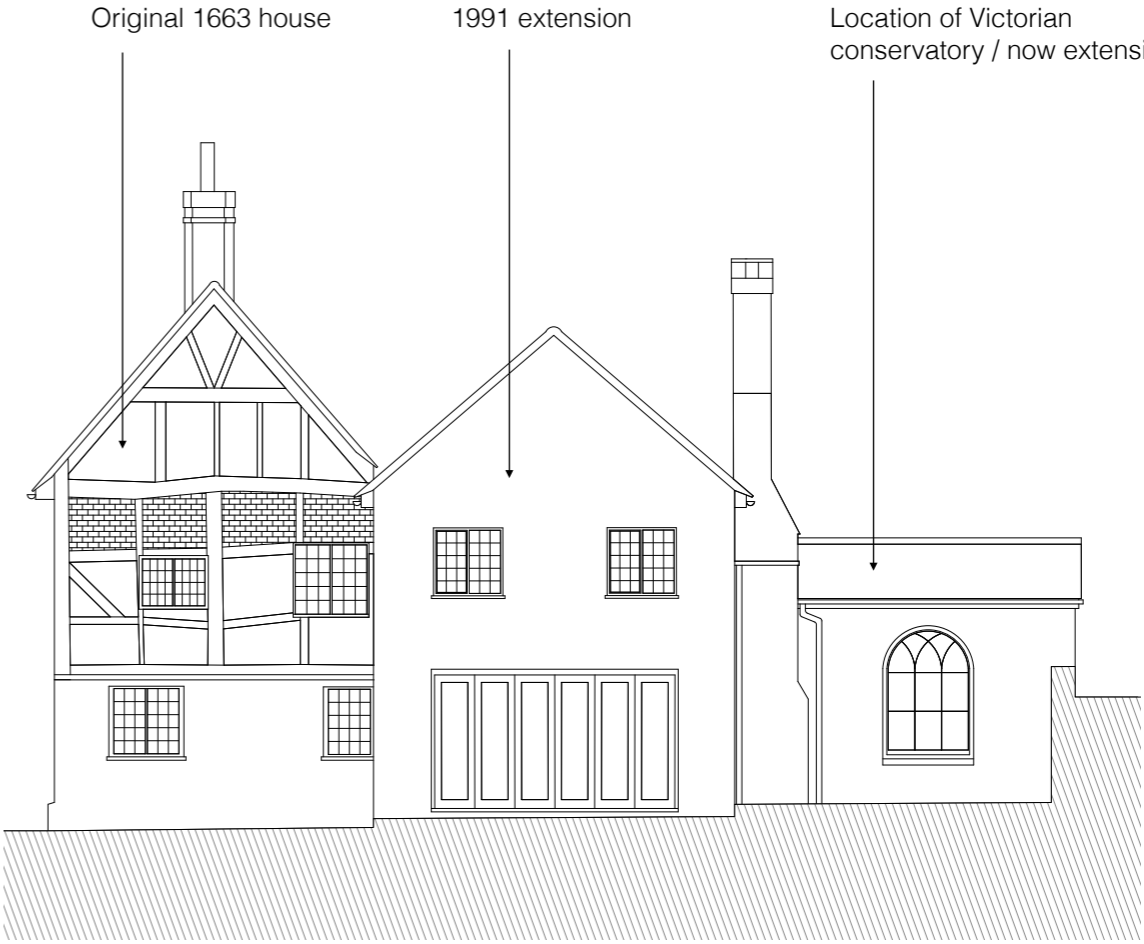 Original 1663 house
1991 extension
Location of Victorian
conservatory / now extensi